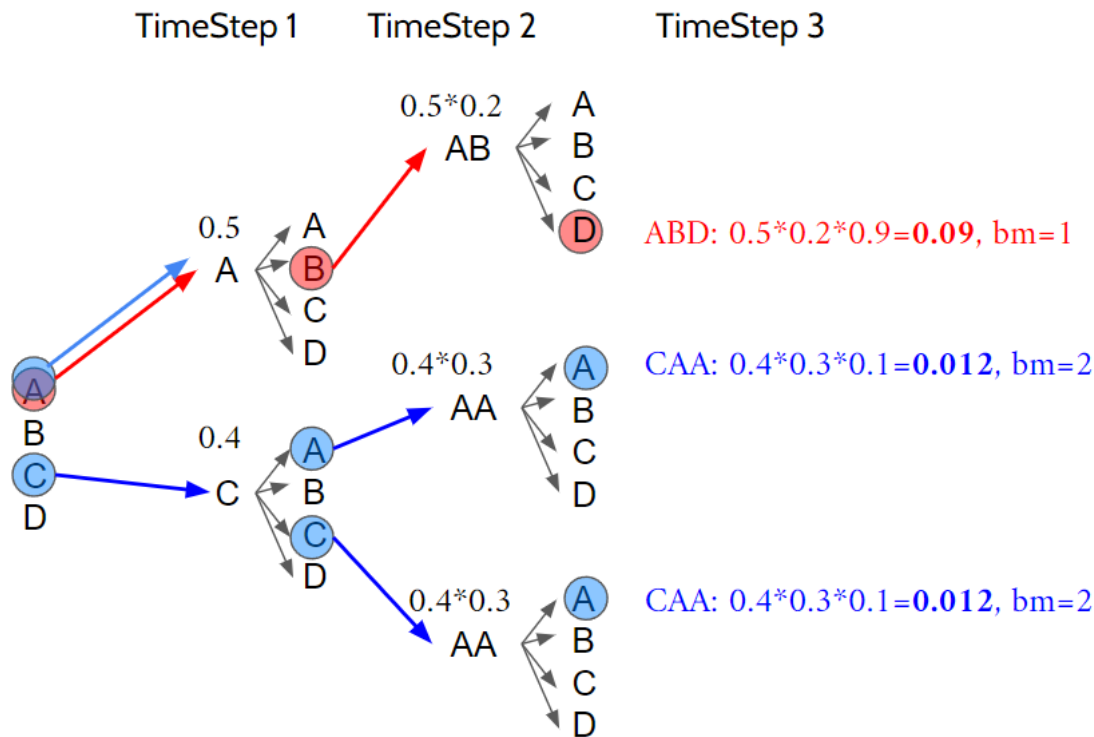 TimeStep 1 TimeStep 2 TimeStep 3
0.5*0.2
AB
A
B
C
D
ABD: 0.5*0.2*0.9=0.09, bm=1
0.5
A
A
B
C
D
A
B
C
D
0.4*0.3
AA
A
B
C
D
CAA: 0.4*0.3*0.1=0.012, bm=2
0.4
C
A
B
C
D
0.4*0.3
AA
A
B
C
D
CAA: 0.4*0.3*0.1=0.012, bm=2